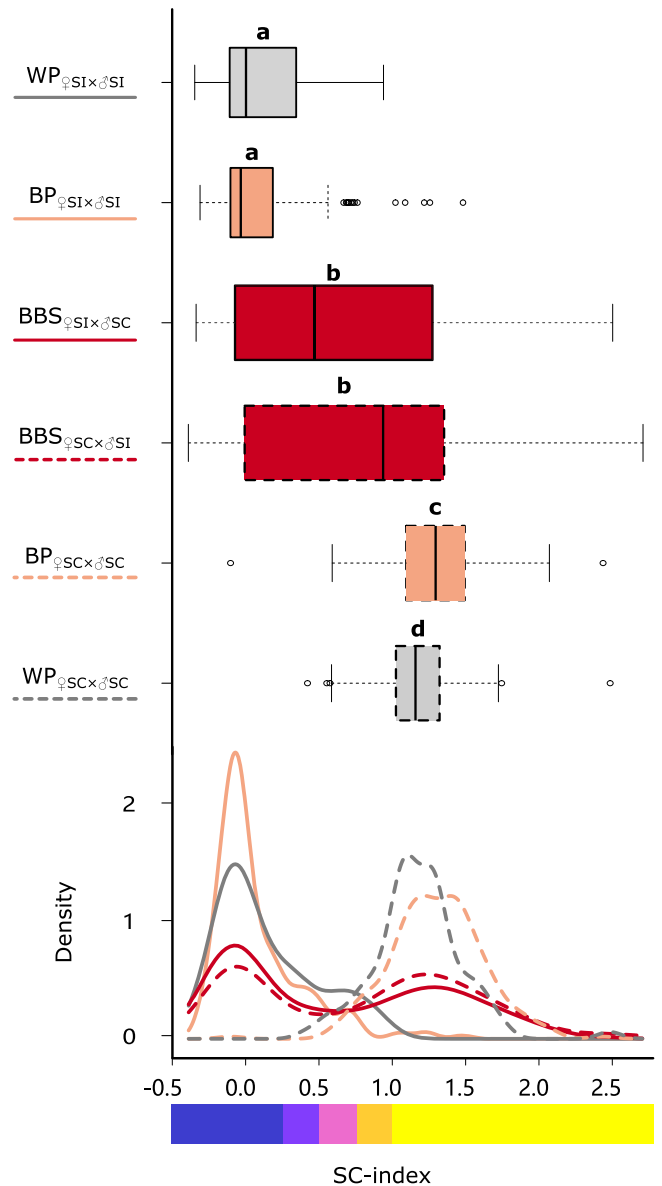 a
WP♀SI×♂SI
a
BP♀SI×♂SI
b
BBS♀SI×♂SC
b
BBS♀SC×♂SI
c
BP♀SC×♂SC
d
WP♀SC×♂SC
2
1
0
Density
-0.5 0.0 0.5 1.0 1.5 2.0 2.5
SC-index